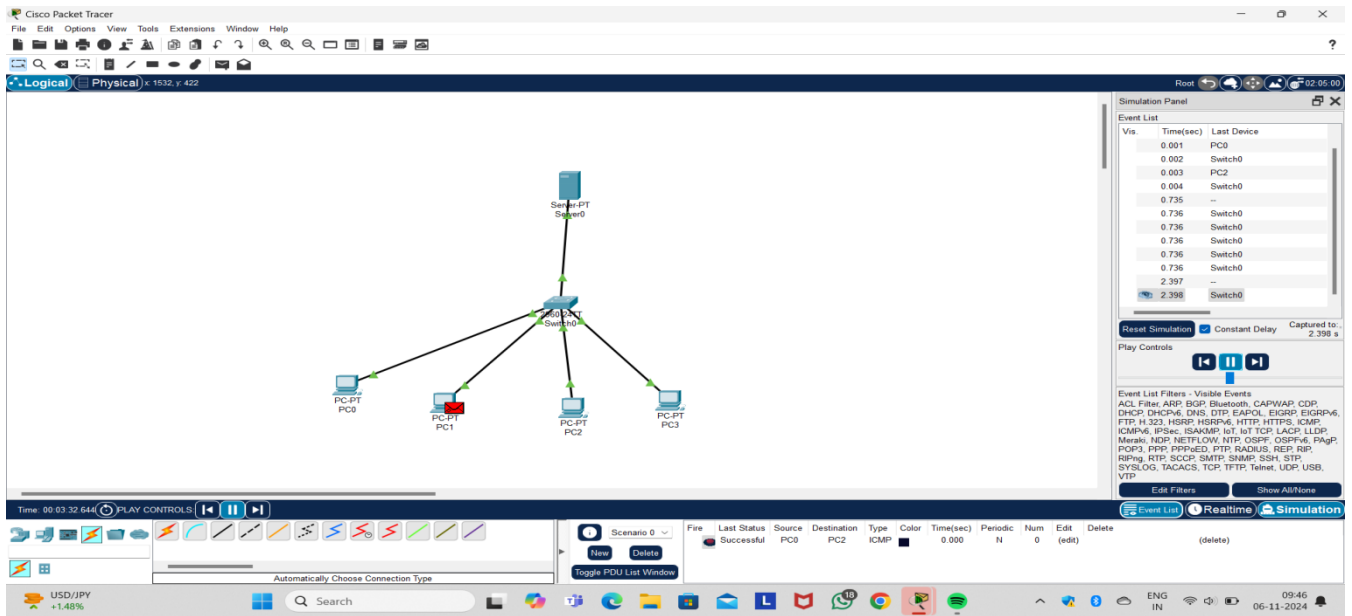 Cisco Packet Tracer
File Edit Options View Tools Extensions Window Help
?
Logical Physical x: 1532, y: 422
Root 02:05:00
Simulation Panel
Event List
Vis. Time(sec) Last Device
0.001 PC0
0.002 Switch0
0.003 PC2
0.004 Switch0
0.735 --
0.736 Switch0
0.736 Switch0
0.736 Switch0
0.736 Switch0
0.736 Switch0
2.397 --
2.398 Switch0
Reset Simulation Constant Delay Captured to:
2.398 s
Play Controls
Event List Filters - Visible Events
ACL Filter, ARP, BGP, Bluetooth, CAPWAP, CDP,
DHCP, DHCPv6, DNS, DTP, EAPOL, EIGRP, EIGRPv6,
FTP, H.323, HSRP, HSRPv6, HTTP, HTTPS, ICMP,
ICMPv6, IPSec, ISAKMP, IoT, IoT TCP, LACP, LLDP,
Meraki, NDP, NETFLOW, NTP, OSPF, OSPFv6, PAgP,
POP3, PPP, PPPoED, PTP, RADIUS, REP, RIP,
RIPng, RTP, SCCP, SMTP, SNMP, SSH, STP,
SYSLOG, TACACS, TCP, TFTP, Telnet, UDP, USB,
VTP
Edit Filters Show All/None
Event List Realtime Simulation
Server-PT
Server0
2960-24TT
Switch0
PC-PT
PC0
PC-PT
PC1
PC-PT
PC2
PC-PT
PC3
Time: 00:03:32.644 PLAY CONTROLS:
Automatically Choose Connection Type
Scenario 0
New Delete
Toggle PDU List Window
Fire Last Status Source Destination Type Color Time(sec) Periodic Num Edit Delete
Successful PC0 PC2 ICMP 0.000 N 0 (edit) (delete)
USD/JPY
+1.48%
Search
L
18
ENG
IN
09:46
06-11-2024